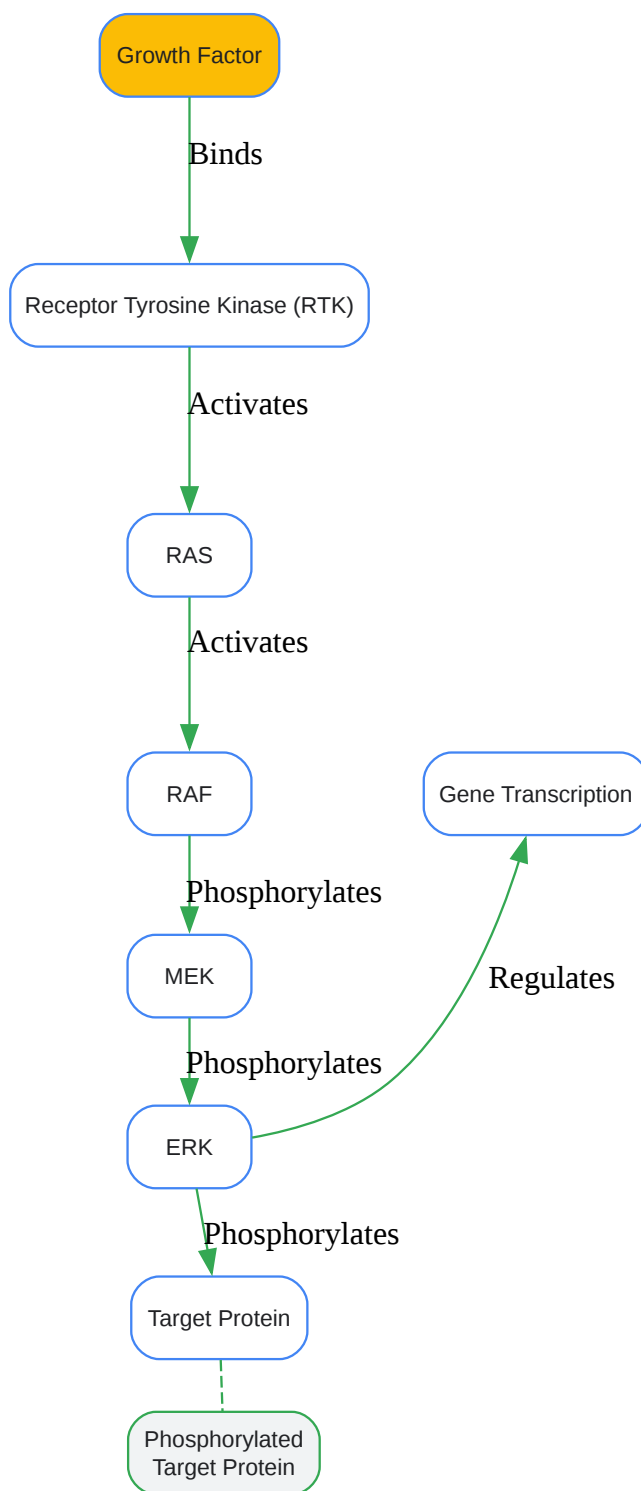 Growth Factor
Binds
Receptor Tyrosine Kinase (RTK)
Activates
RAS
Activates
RAF
Gene Transcription
Phosphorylates
MEK
Regulates
Phosphorylates
ERK
Phosphorylates
Target Protein
Phosphorylated
Target Protein